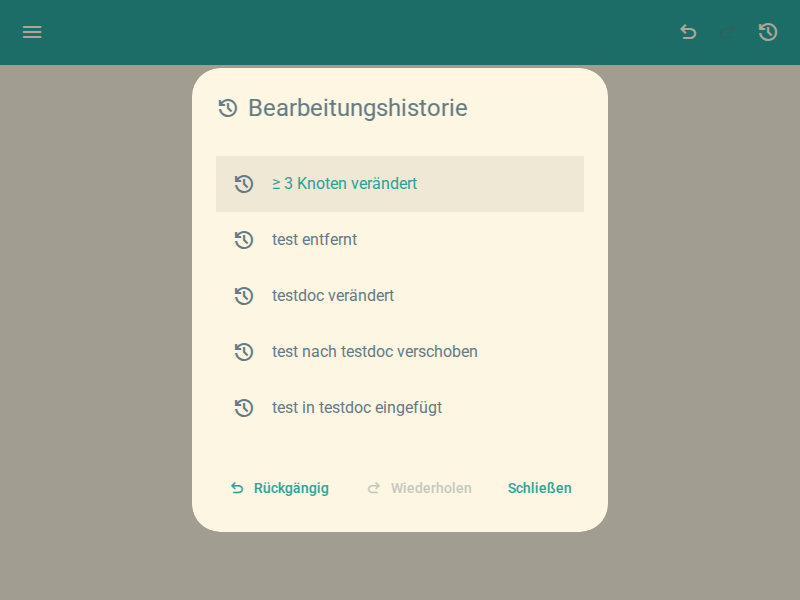 Bearbeitungshistorie
≥ 3 Knoten verändert
test entfernt
testdoc verändert
test nach testdoc verschoben
test in testdoc eingefügt
Rückgängig Wiederholen Schließen